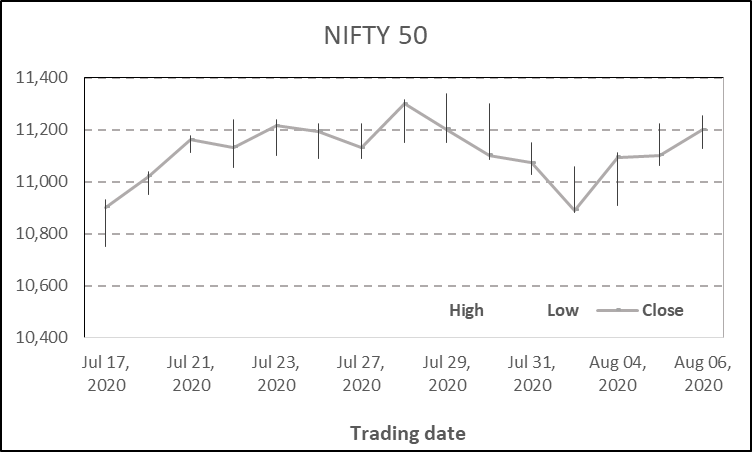 NIFTY 50
11,400
11,200
11,000
10,800
10,600
10,400
High Low Close
Jul 17, Jul 21, Jul 23, Jul 27, Jul 29, Jul 31, Aug 04, Aug 06,
2020 2020 2020 2020 2020 2020 2020 2020
Trading date